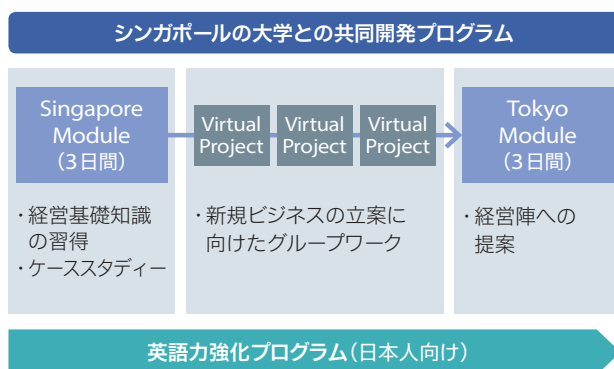 シンガポールの大学との共同開発プログラム
Singapore
Module
(3日間)
・経営基礎知識
の習得
・ケーススタディー
Virtual
Project
Virtual
Project
Virtual
Project
・新規ビジネスの立案に
向けたグループワーク
Tokyo
Module
(3日間)
・経営陣への
提案
英語力強化プログラム(日本人向け)